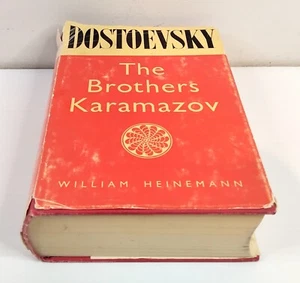 DOSTOEVSKY
The
Brothers
Karamazov
WILLIAM HEINEMANN